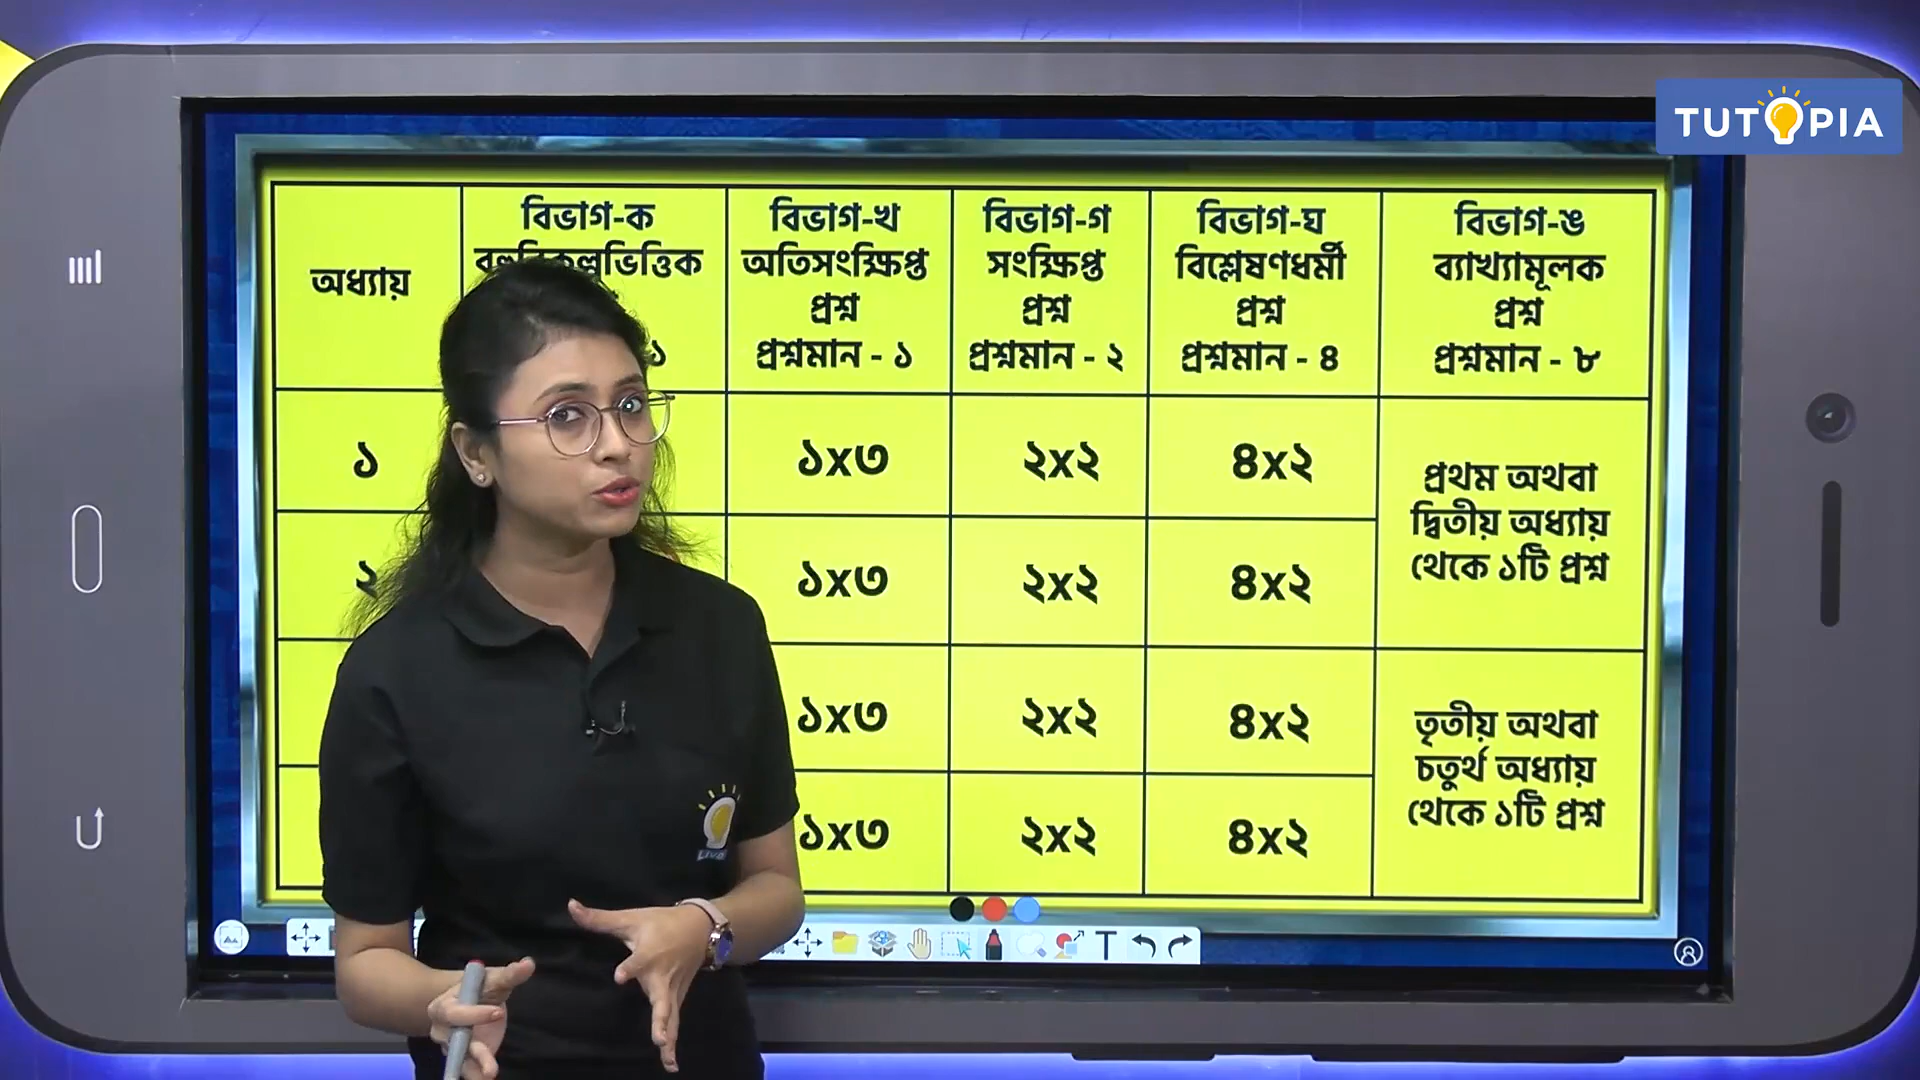 TUTOPIA
অধ্যায়
বিভাগ-ক
বহুবিকল্পভিত্তিক
১
বিভাগ-খ
অতিসংক্ষিপ্ত
প্রশ্ন
প্রশ্নমান - ১
বিভাগ-গ
সংক্ষিপ্ত
প্রশ্ন
প্রশ্নমান - ২
বিভাগ-ঘ
বিশ্লেষণধর্মী
প্রশ্ন
প্রশ্নমান - ৪
বিভাগ-ঙ
ব্যাখ্যামূলক
প্রশ্ন
প্রশ্নমান - ৮
১
১x৩
২x২
৪x২
প্রথম অথবা
দ্বিতীয় অধ্যায়
থেকে ১টি প্রশ্ন
২
১x৩
২x২
৪x২
১x৩
২x২
৪x২
তৃতীয় অথবা
চতুর্থ অধ্যায়
থেকে ১টি প্রশ্ন
১x৩
২x২
৪x২
T